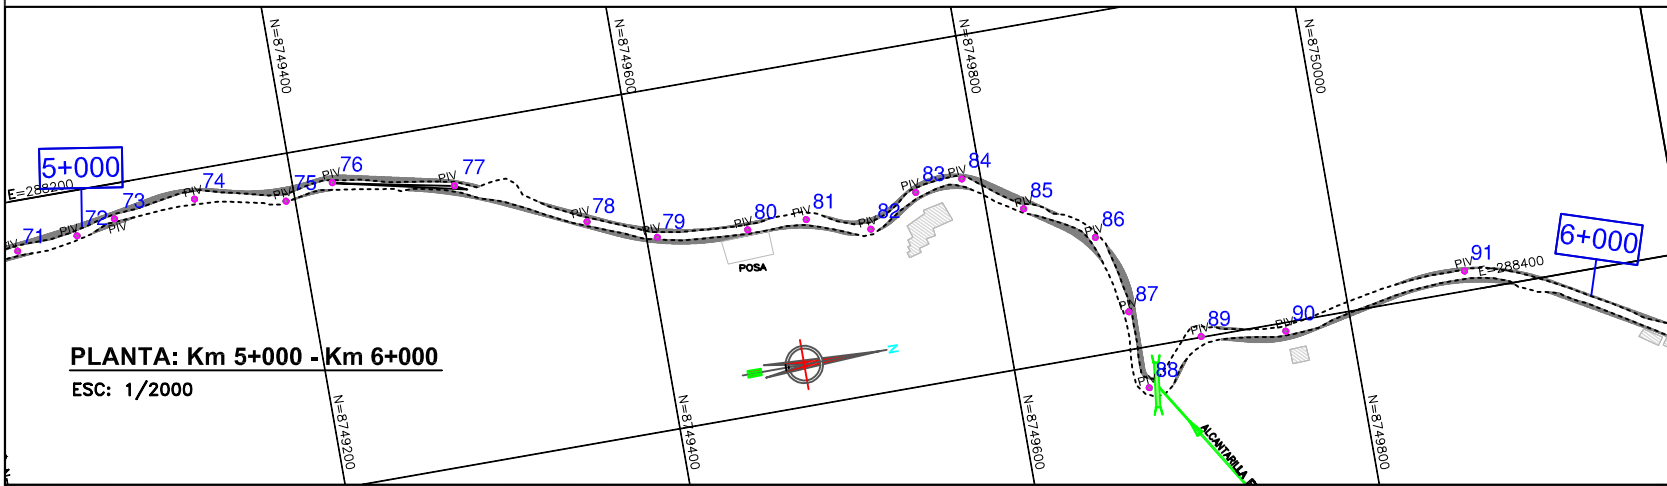 N=8749400
N=8749600
N=8749800
N=8750000
5+000
E=288200
PIV 71
PIV 72
PIV 73
PIV
PIV 74
PIV 75
PIV 76
PIV 77
PIV 78
PIV 79
PIV 80
PIV 81
PIV 82
PIV 83
PIV 84
PIV 85
PIV 86
PIV 87
PIV 88
PIV 89
PIV 90
PIV 91
E=288400
6+000
POSA
N
PLANTA: Km 5+000 - Km 6+000
ESC: 1/2000
N=8749200
N=8749400
N=8749600
N=8749800
ALCANTARILLA